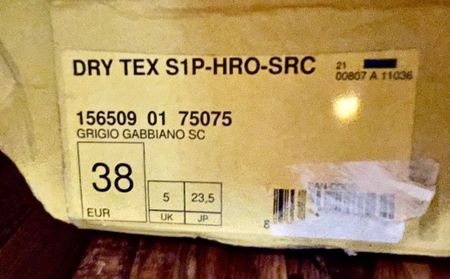 DRY TEX S1P-HRO-SRC
21
00807 A 11036
156509 01 75075
GRIGIO GABBIANO SC
38
EUR
5
UK
23,5
JP
8